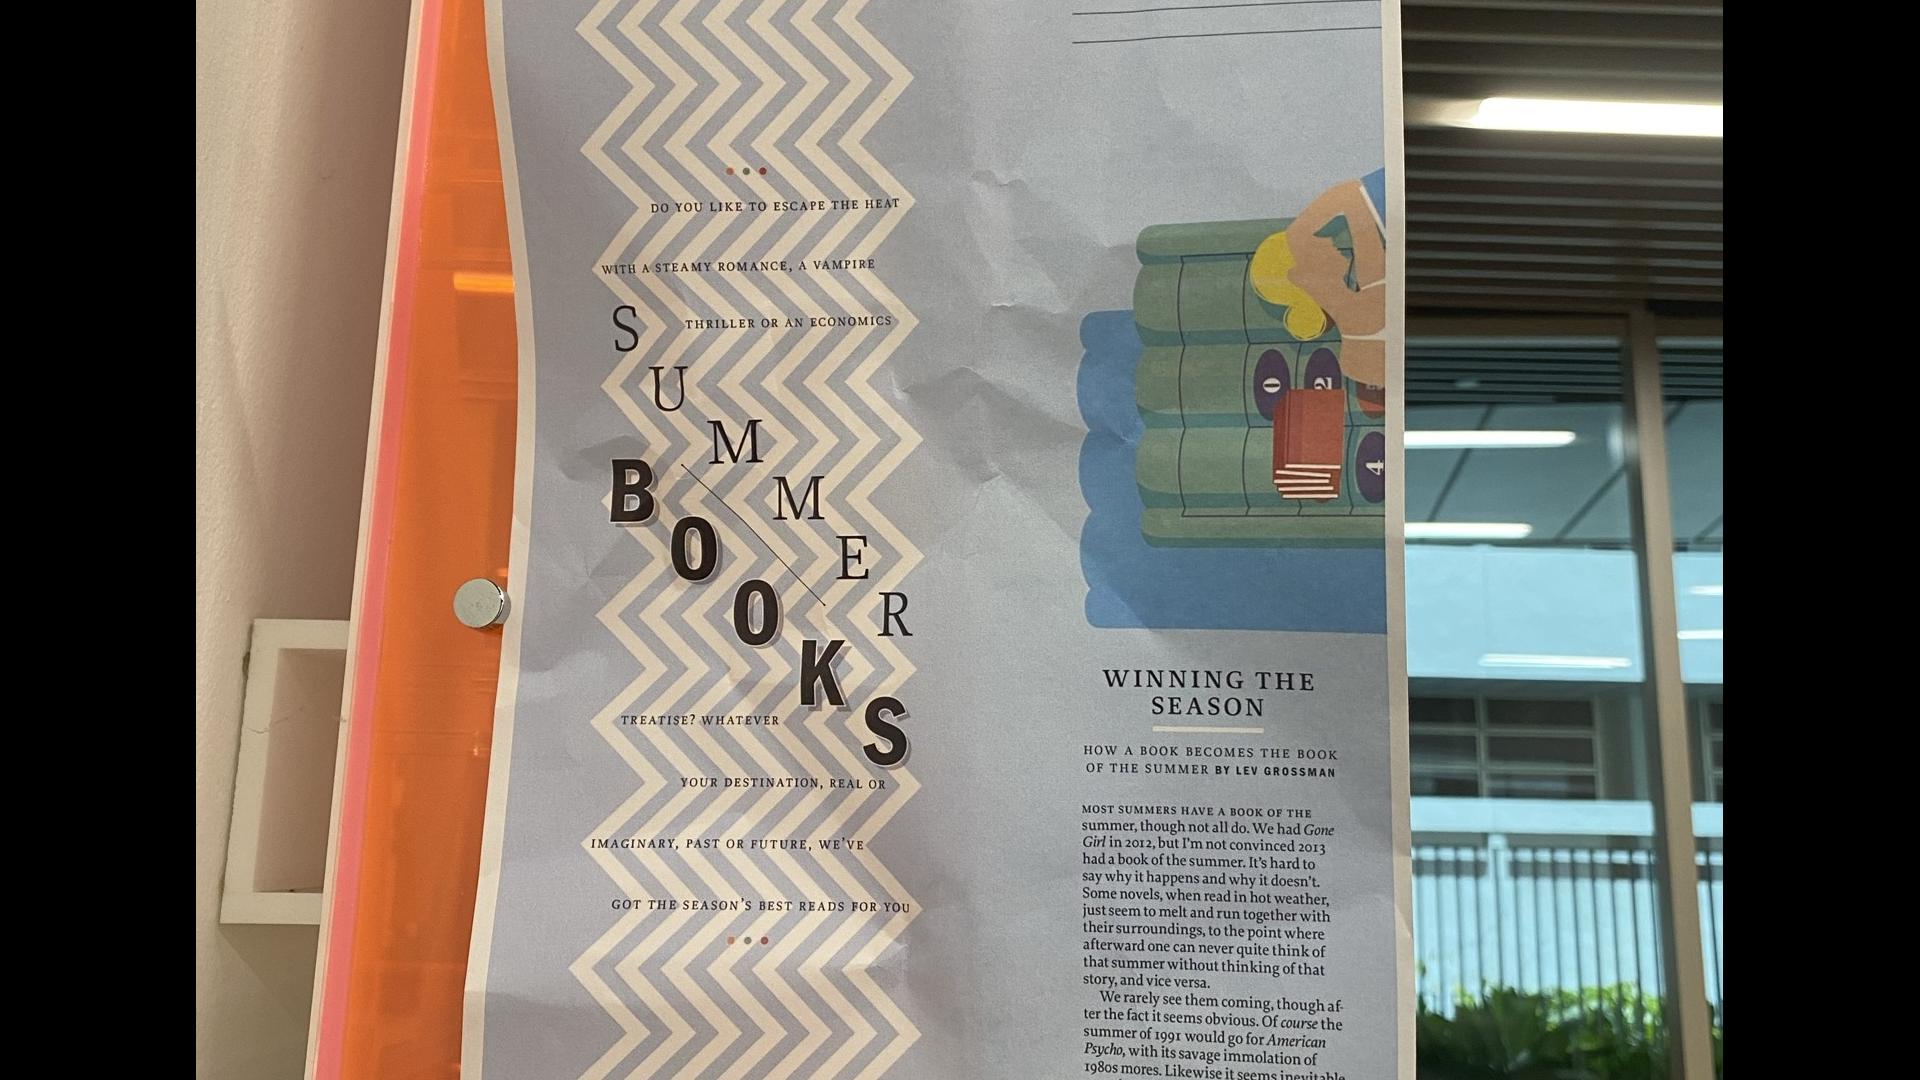 DO YOU LIKE TO ESCAPE THE HEAT
WITH A STEAMY ROMANCE, A VAMPIRE
THRILLER OR AN ECONOMICS
SUMMER
BOOKS
TREATISE? WHATEVER
YOUR DESTINATION, REAL OR
IMAGINARY, PAST OR FUTURE, WE'VE
GOT THE SEASON'S BEST READS FOR YOU
0
2
4
WINNING THE
SEASON
HOW A BOOK BECOMES THE BOOK
OF THE SUMMER BY LEV GROSSMAN
MOST SUMMERS HAVE A BOOK OF THE
summer, though not all do. We had Gone
Girl in 2012, but I'm not convinced 2013
had a book of the summer. It's hard to
say why it happens and why it doesn't.
Some novels, when read in hot weather,
just seem to melt and run together with
their surroundings, to the point where
afterward one can never quite think of
that summer without thinking of that
story, and vice versa.
We rarely see them coming, though af-
ter the fact it seems obvious. Of course the
summer of 1991 would go for American
Psycho, with its savage immolation of
1980s mores. Likewise it seems inevitable